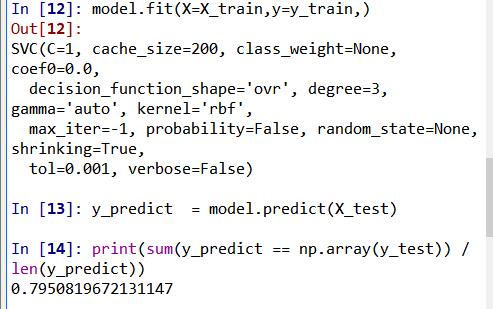 In [12]: model.fit(X=X_train,y=y_train,)
Out[12]:
SVC(C=1, cache_size=200, class_weight=None,
coef0=0.0,
  decision_function_shape='ovr', degree=3,
gamma='auto', kernel='rbf',
  max_iter=-1, probability=False, random_state=None,
shrinking=True,
  tol=0.001, verbose=False)
In [13]: y_predict  = model.predict(X_test)
In [14]: print(sum(y_predict == np.array(y_test)) /
len(y_predict))
0.7950819672131147